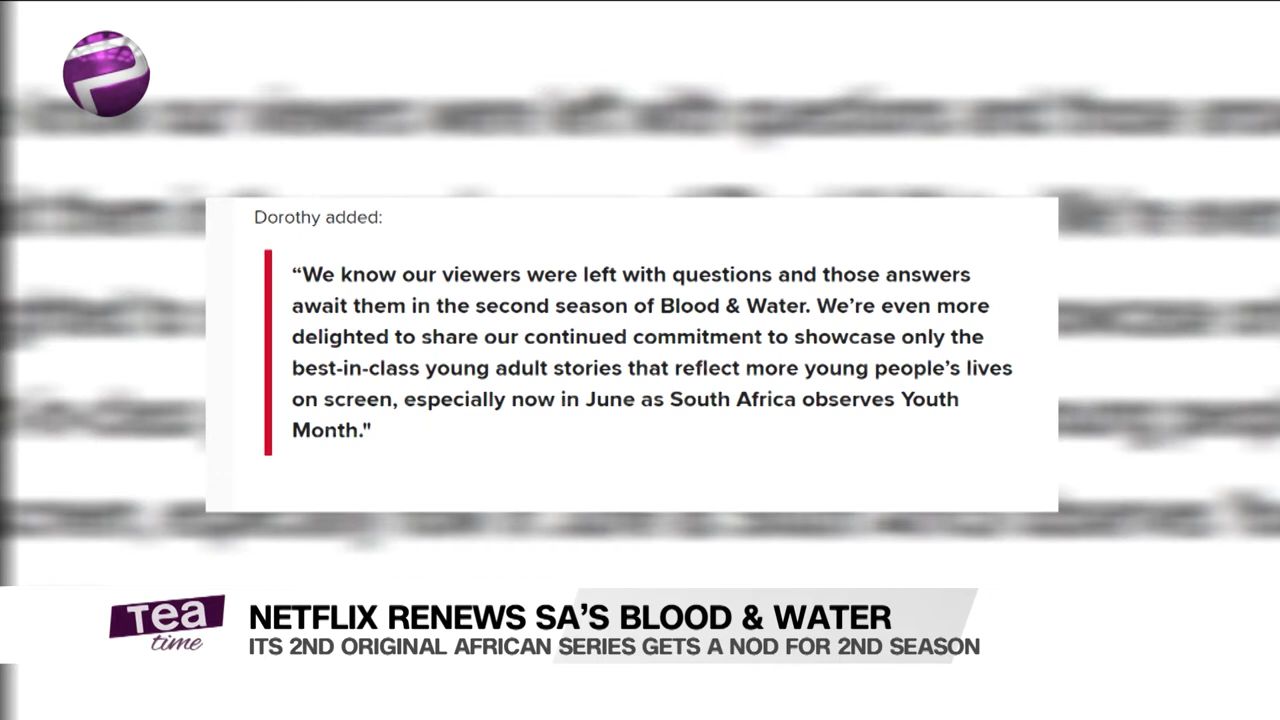 Dorothy added:
“We know our viewers were left with questions and those answers
await them in the second season of Blood & Water. We’re even more
delighted to share our continued commitment to showcase only the
best-in-class young adult stories that reflect more young people’s lives
on screen, especially now in June as South Africa observes Youth
Month."
Tea
time
NETFLIX RENEWS SA'S BLOOD & WATER
ITS 2ND ORIGINAL AFRICAN SERIES GETS A NOD FOR 2ND SEASON